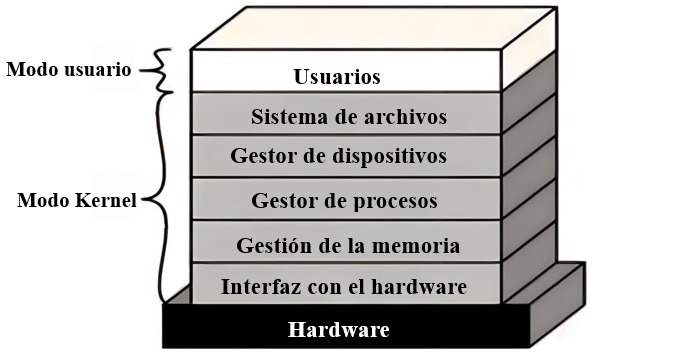 Modo usuario
Usuarios
Sistema de archivos
Gestor de dispositivos
Gestor de procesos
Modo Kernel
Gestión de la memoria
Interfaz con el hardware
Hardware